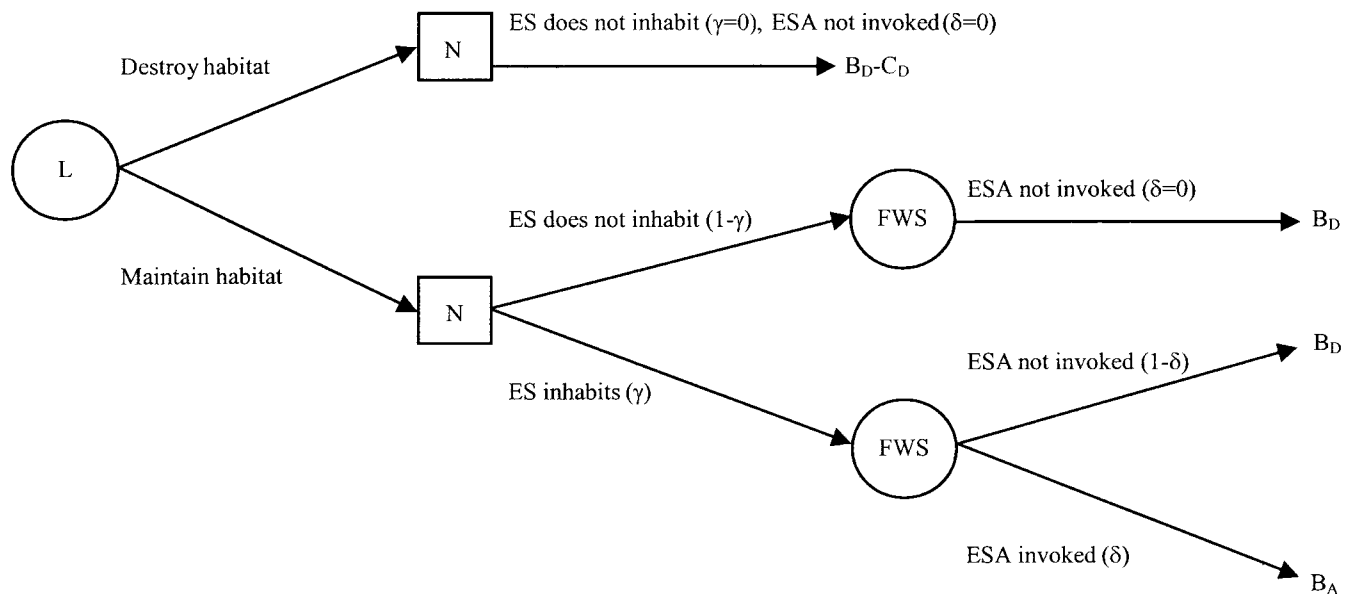 ES does not inhabit (γ=0), ESA not invoked (δ=0)
N
Destroy habitat
B_D-C_D
L
ESA not invoked (δ=0)
ES does not inhabit (1-γ)
FWS
B_D
Maintain habitat
N
B_D
ESA not invoked (1-δ)
ES inhabits (γ)
FWS
ESA invoked (δ)
B_A